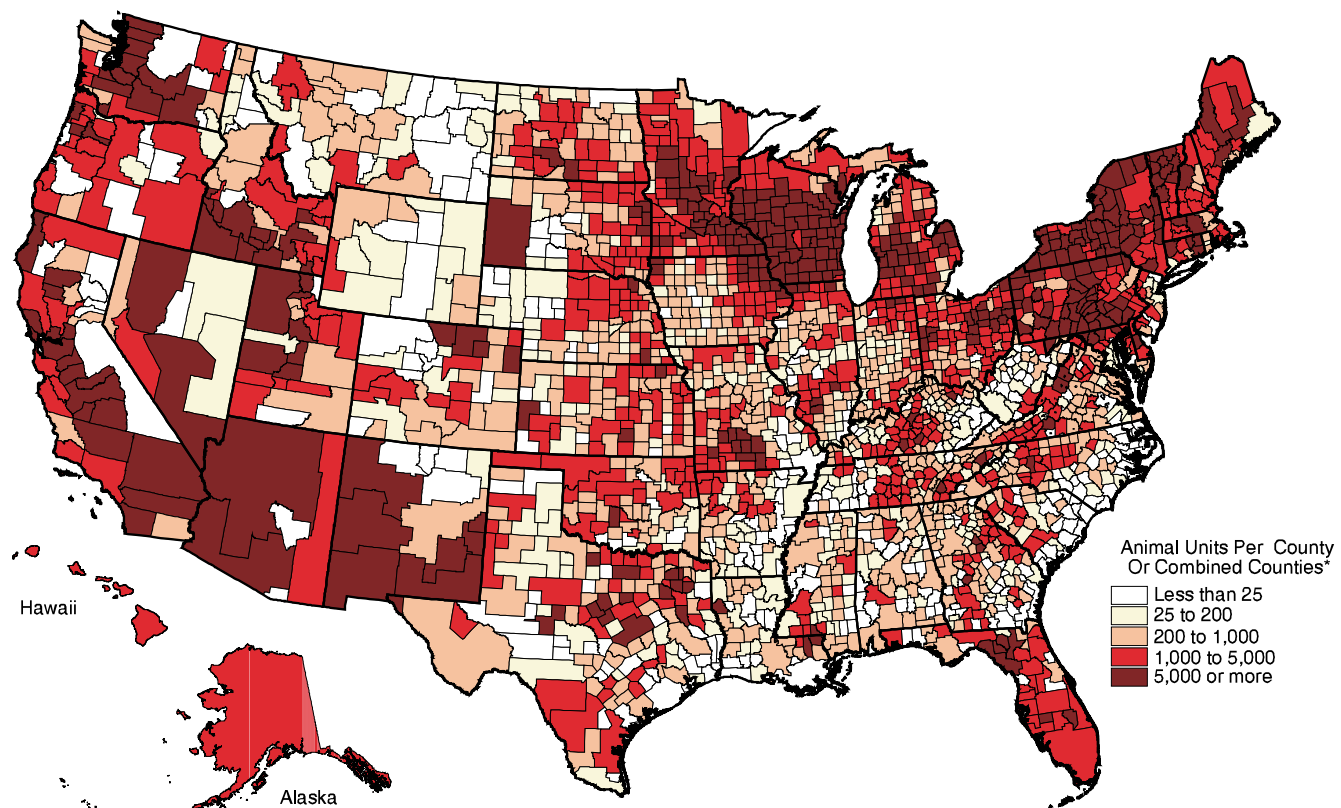 Animal Units Per County
Or Combined Counties*
Less than 25
25 to 200
200 to 1,000
1,000 to 5,000
5,000 or more
Hawaii
Alaska